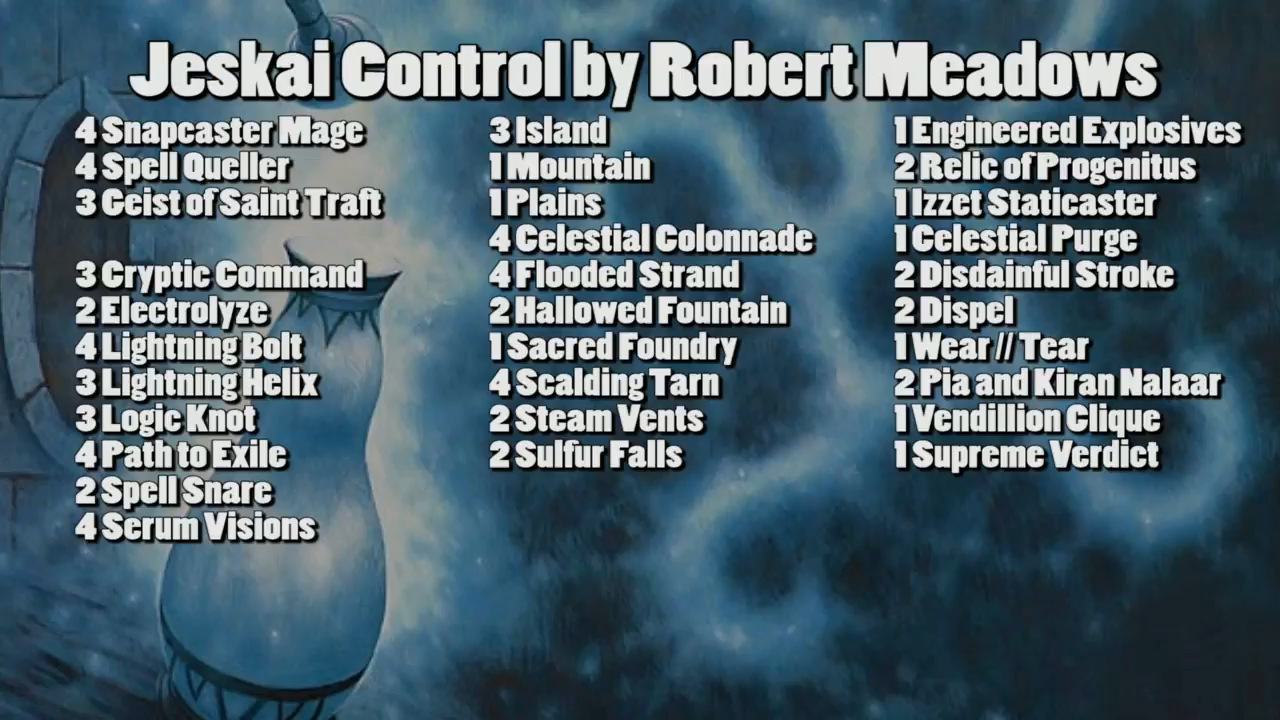 Jeskai Control by Robert Meadows
4 Snapcaster Mage
4 Spell Queller
3 Geist of Saint Traft
3 Cryptic Command
2 Electrolyze
4 Lightning Bolt
3 Lightning Helix
3 Logic Knot
4 Path to Exile
2 Spell Snare
4 Serum Visions
3 Island
1 Mountain
1 Plains
4 Celestial Colonnade
4 Flooded Strand
2 Hallowed Fountain
1 Sacred Foundry
4 Scalding Tarn
2 Steam Vents
2 Sulfur Falls
1 Engineered Explosives
2 Relic of Progenitus
1 Izzet Staticaster
1 Celestial Purge
2 Disdainful Stroke
2 Dispel
1 Wear // Tear
2 Pia and Kiran Nalaar
1 Vendillion Clique
1 Supreme Verdict